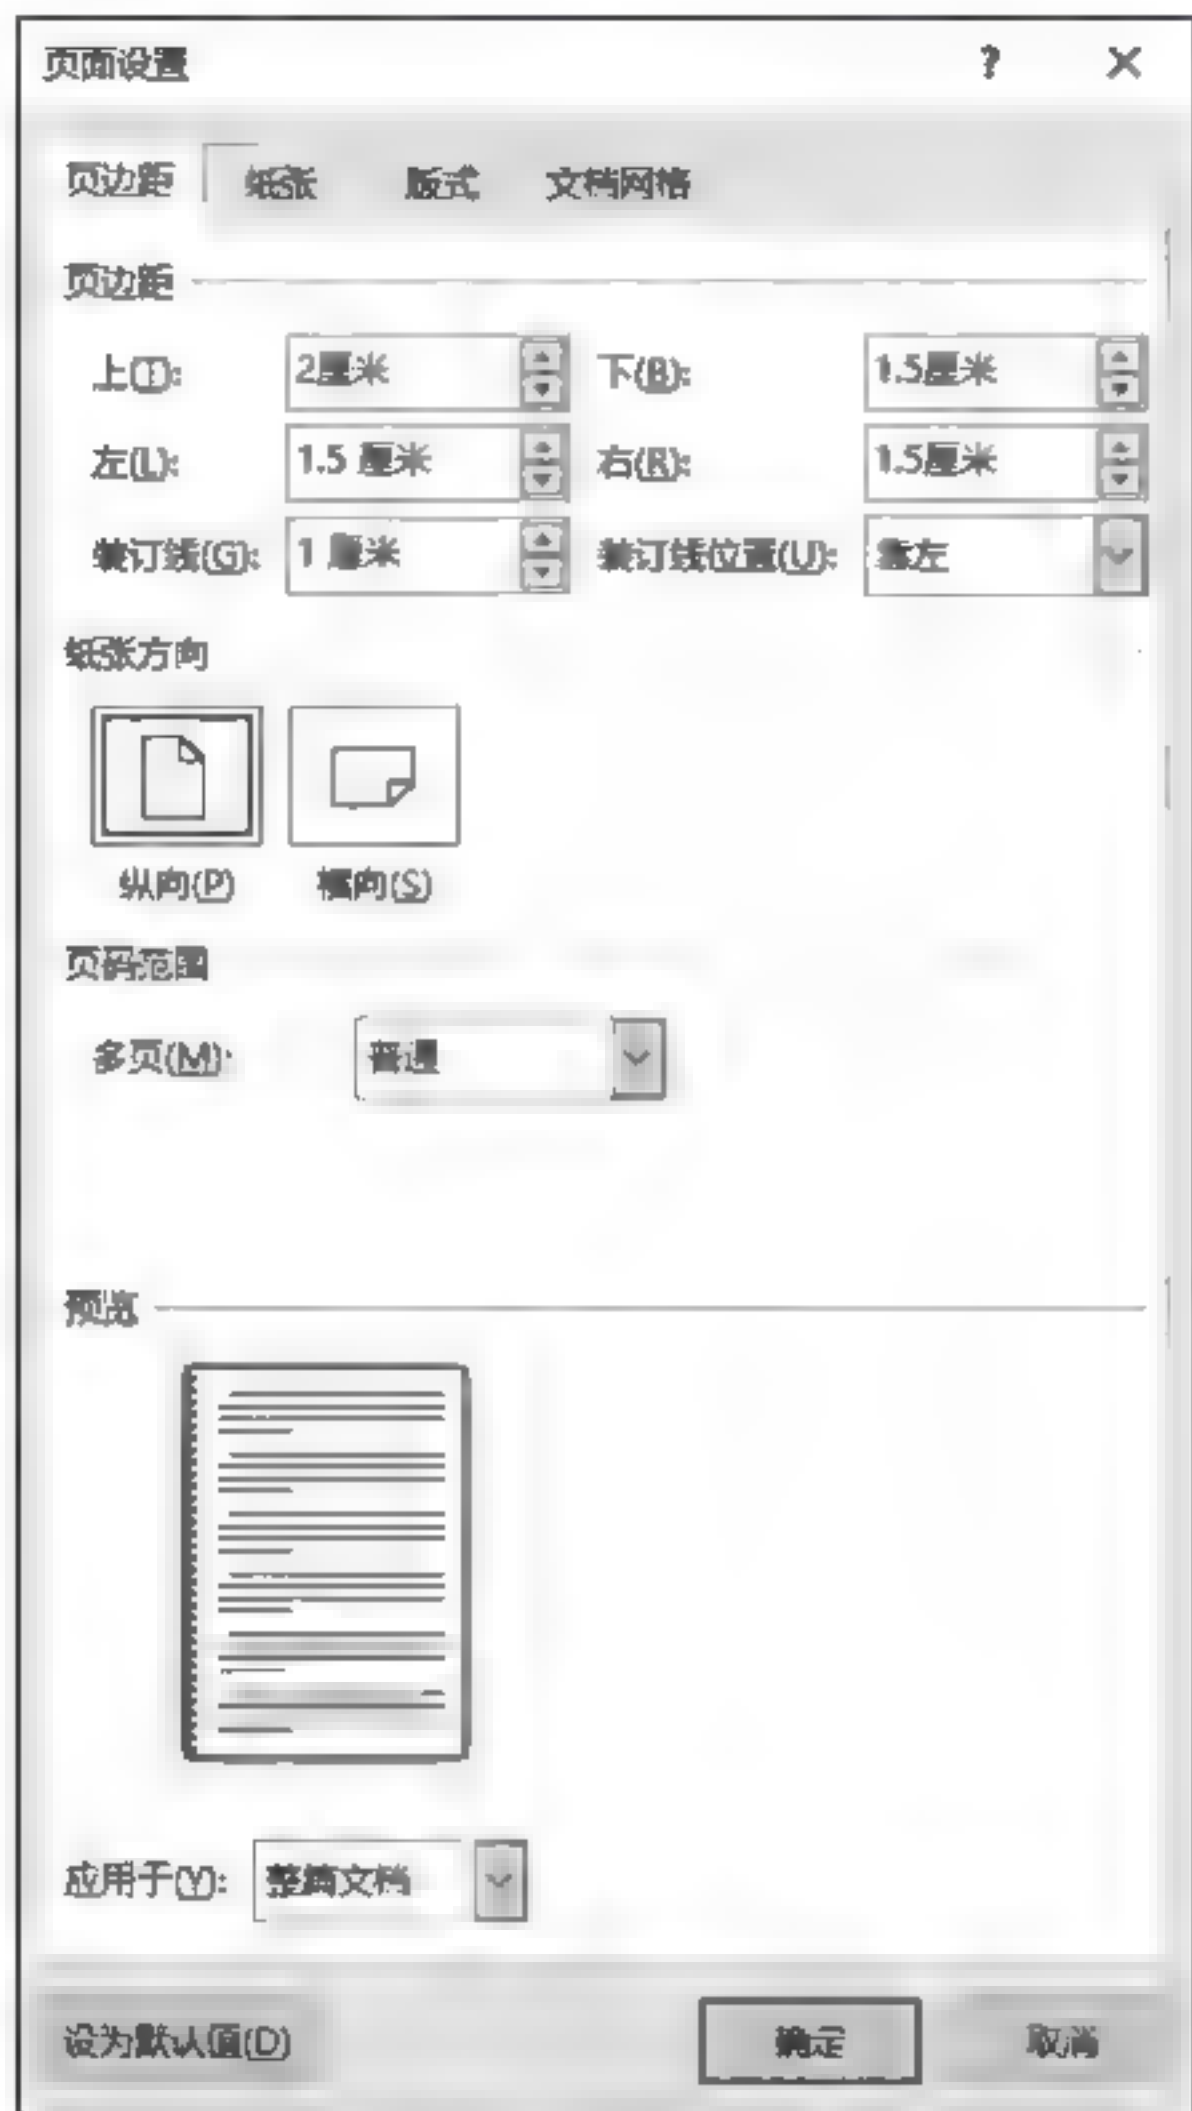 页面设置 ? ×
页边距 纸张 版式 文档网格
页边距
上(T): 2厘米 下(B): 1.5厘米
左(L): 1.5 厘米 右(R): 1.5厘米
装订线(G): 1 厘米 装订线位置(U): 靠左
纸张方向
纵向(P) 横向(S)
页码范围
多页(M): 普通
预览
应用于(Y): 整篇文档
设为默认值(D) 确定 取消